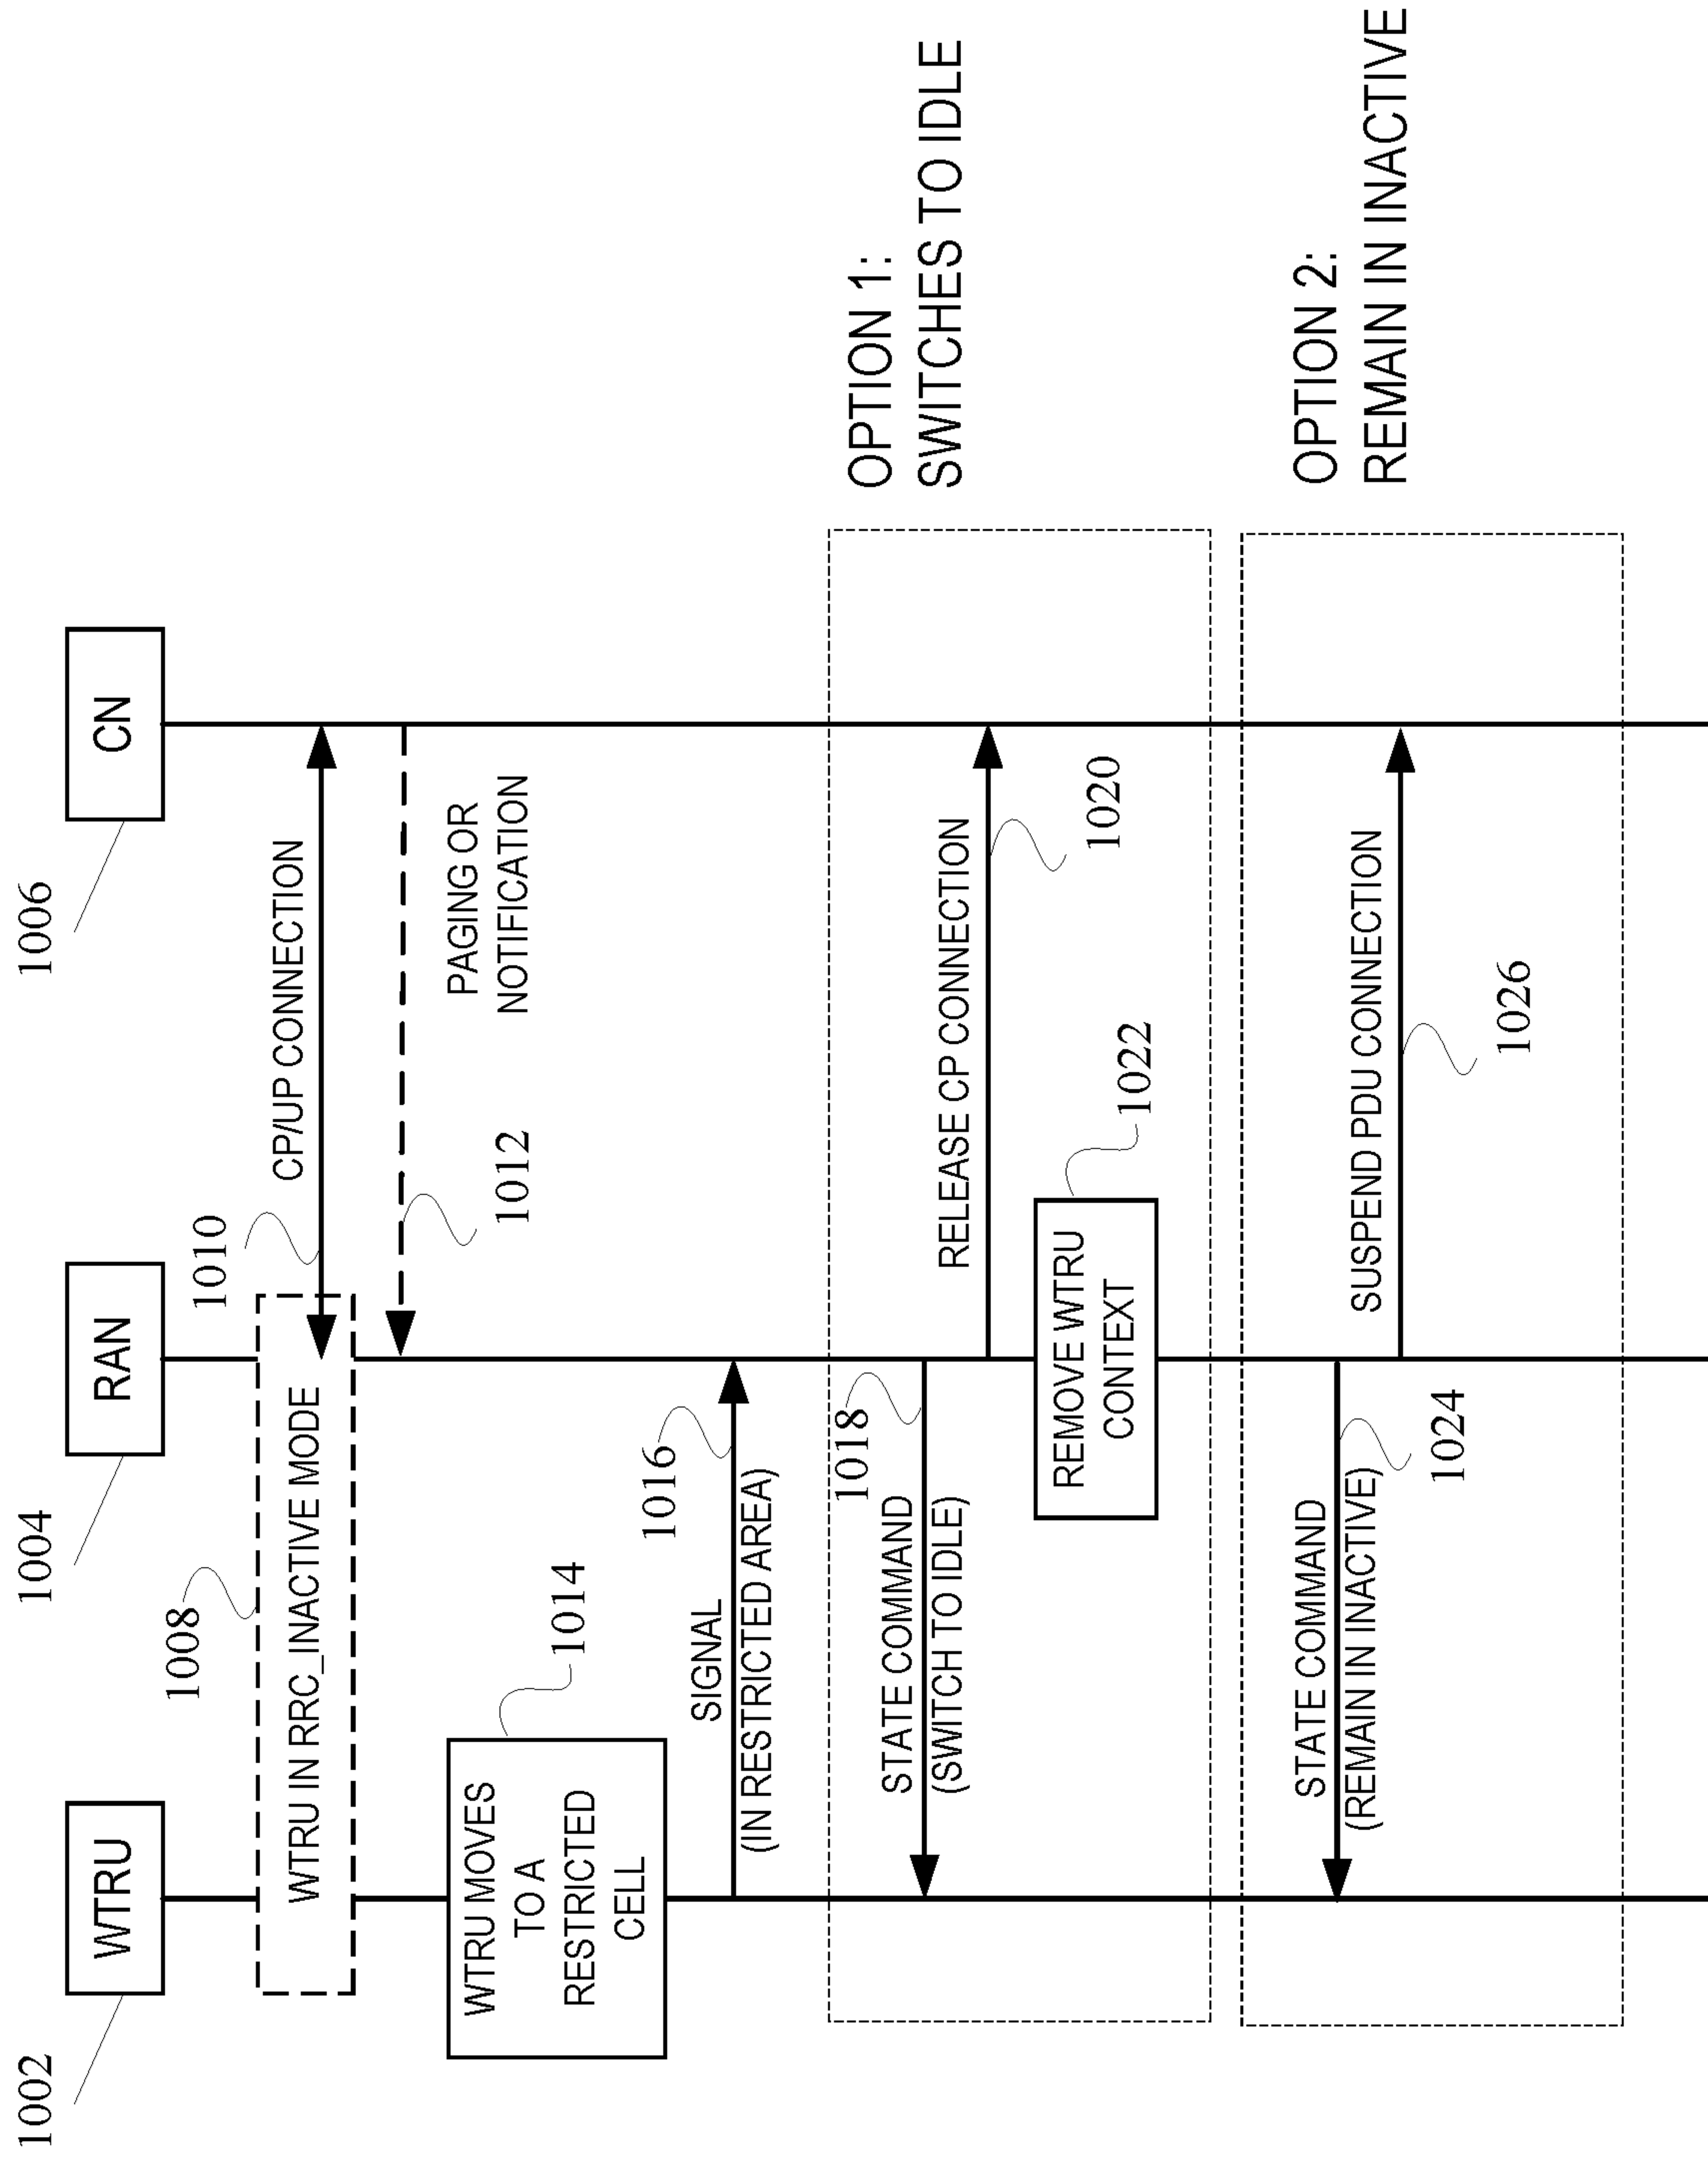 1002
1004
1006
WTRU
RAN
CN
1008
1010
WTRU IN RRC_INACTIVE MODE
CP/UP CONNECTION
1012
PAGING OR
NOTIFICATION
WTRU MOVES
TO A
RESTRICTED
CELL
1014
1016
SIGNAL
(IN RESTRICTED AREA)
OPTION 1:
SWITCHES TO IDLE
1018
STATE COMMAND
(SWITCH TO IDLE)
RELEASE CP CONNECTION
1020
REMOVE WTRU
CONTEXT
1022
OPTION 2:
REMAIN IN INACTIVE
STATE COMMAND
(REMAIN IN INACTIVE)
1024
SUSPEND PDU CONNECTION
1026